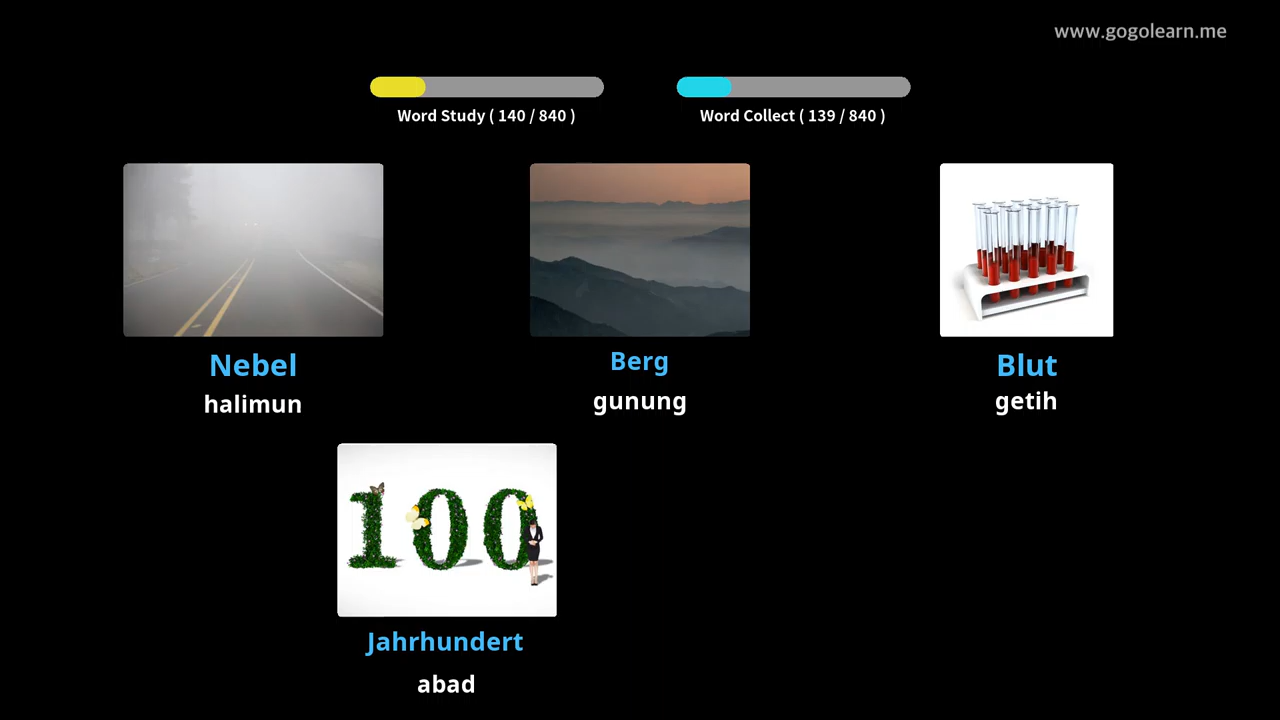 www.gogolearn.me
Word Study ( 140 / 840 )
Word Collect ( 139 / 840 )
Nebel
halimun
Berg
gunung
Blut
getih
100
Jahrhundert
abad